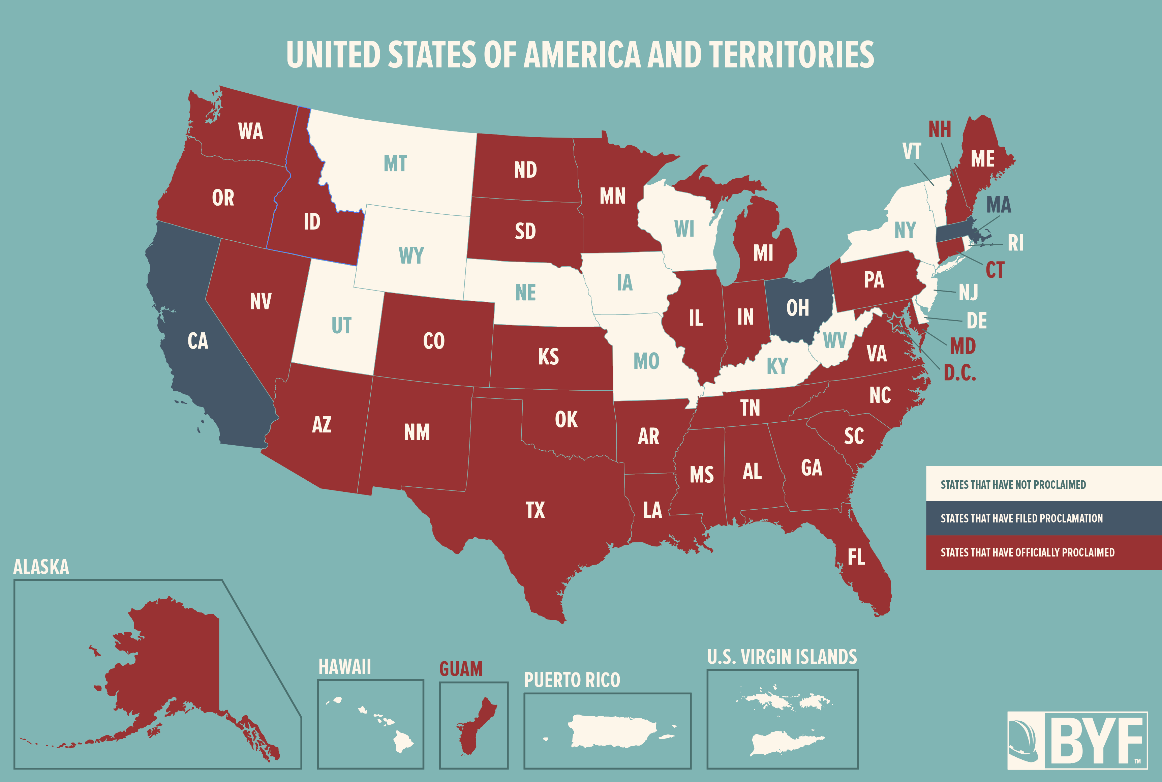 UNITED STATES OF AMERICA AND TERRITORIES
WA
MT
ND
MN
OR
ID
SD
WI
MI
WY
NE
IA
NV
UT
CO
KS
MO
IL
IN
OH
PA
NY
CA
KY
WV
VA
AZ
NM
OK
AR
TN
NC
SC
TX
LA
MS
AL
GA
FL
NH
VT
ME
MA
RI
CT
NJ
DE
MD
D.C.
STATES THAT HAVE NOT PROCLAIMED
STATES THAT HAVE FILED PROCLAMATION
STATES THAT HAVE OFFICIALLY PROCLAIMED
ALASKA
HAWAII
GUAM
PUERTO RICO
U.S. VIRGIN ISLANDS
BYF
TM